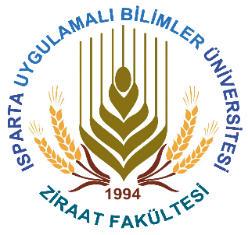 ISPARTA UYGULAMALI BİLİMLER ÜNİVERSİTESİ
1994
ZİRAAT FAKÜLTESİ